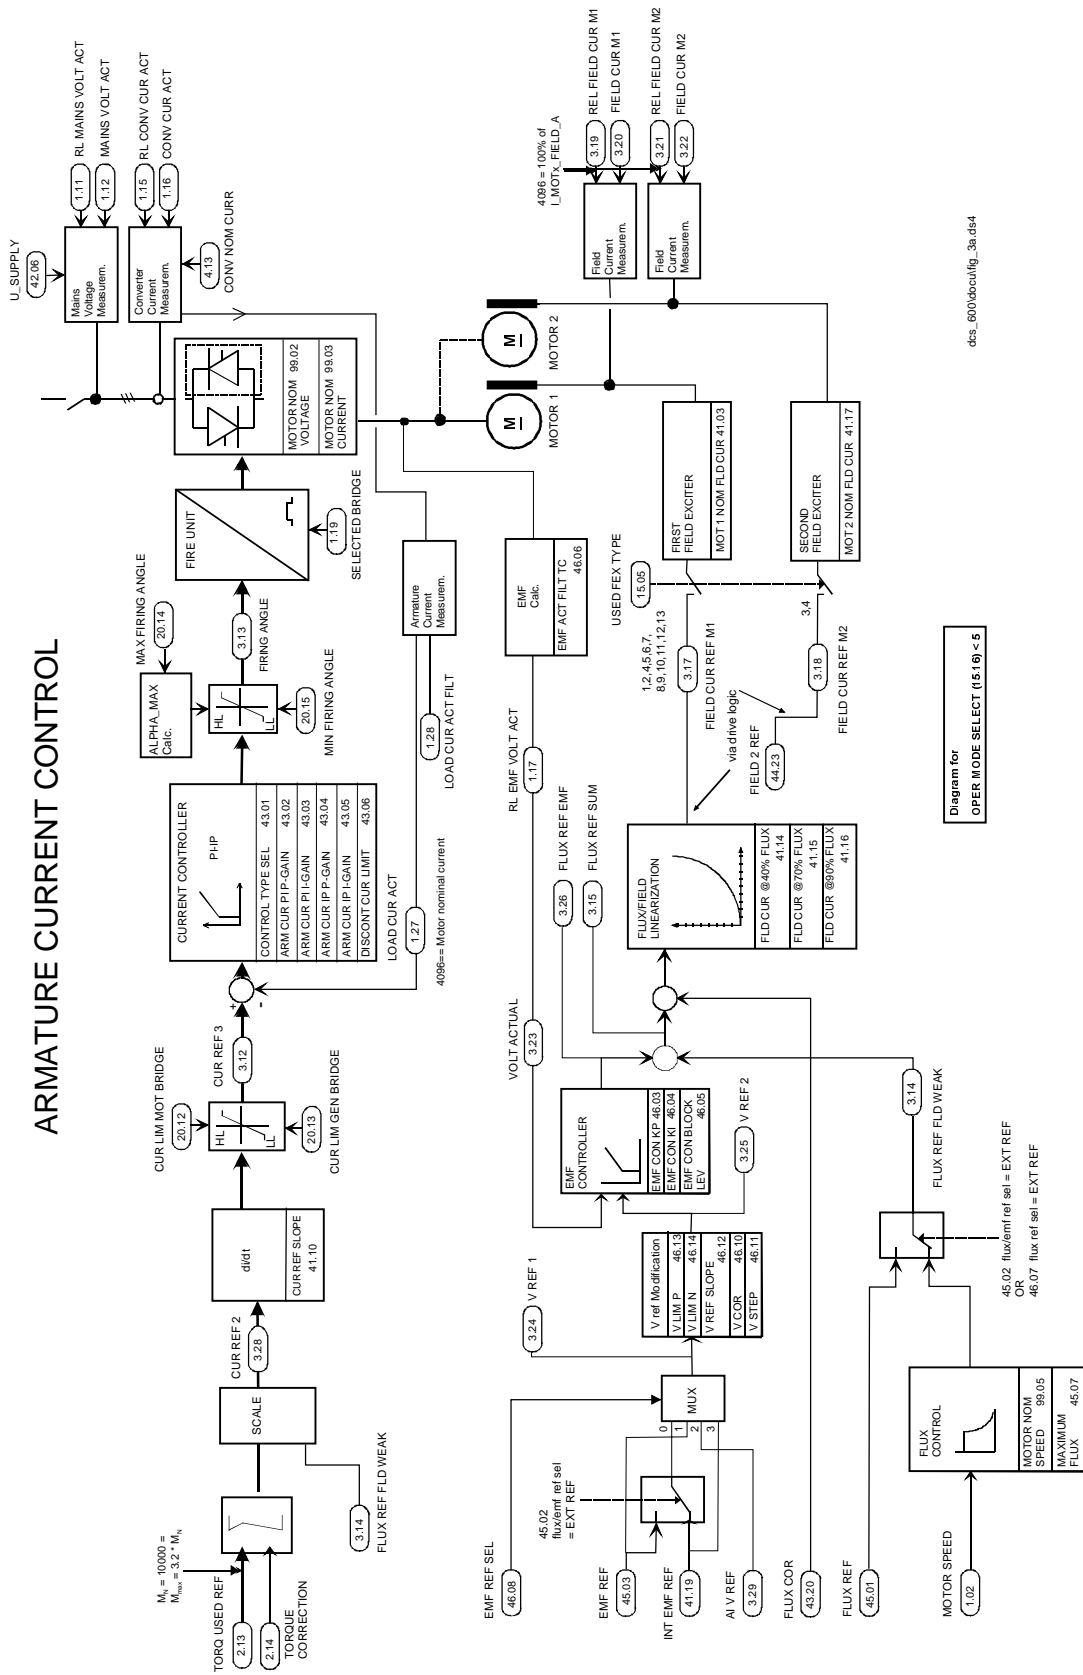 ARMATURE CURRENT CONTROL
M_N = 10000 =
M_max = 3.2 * M_N
TORQ USED REF
2.13
2.14
TORQUE
CORRECTION
SCALE
3.14
FLUX REF FLD WEAK
CUR REF 2
3.28
di/dt
CUR REF SLOPE
41.10
CUR LIM MOT BRIDGE
20.12
HL
LL
20.13
CUR LIM GEN BRIDGE
CUR REF 3
3.12
+
-
CURRENT CONTROLLER
PI-IP
CONTROL TYPE SEL 43.01
ARM CUR PI P-GAIN 43.02
ARM CUR PI I-GAIN 43.03
ARM CUR IP P-GAIN 43.04
ARM CUR IP I-GAIN 43.05
DISCONT CUR LIMIT 43.06
LOAD CUR ACT
1.27
4096== Motor nominal current
ALPHA_MAX
Calc.
MAX FIRING ANGLE
20.14
HL
LL
20.15
MIN FIRING ANGLE
3.13
FIRING ANGLE
1.28
LOAD CUR ACT FILT
FIRE UNIT
1.19
SELECTED BRIDGE
Armature
Current
Measurem.
MOTOR NOM 99.02
VOLTAGE
MOTOR NOM 99.03
CURRENT
U_SUPPLY
42.06
Mains
Voltage
Measurem.
Converter
Current
Measurem.
4.13
CONV NOM CURR
1.11
RL MAINS VOLT ACT
1.12
MAINS VOLT ACT
1.15
RL CONV CUR ACT
1.16
CONV CUR ACT
EMF REF SEL
46.08
45.02
flux/emf ref sel
= EXT REF
EMF REF
45.03
INT EMF REF
41.19
AI V REF
3.29
0
1
2
3
MUX
V REF 1
3.24
V ref Modification
V LIM P 46.13
V LIM N 46.14
V REF SLOPE
46.12
V COR 46.10
V STEP 46.11
3.25
V REF 2
EMF
CONTROLLER
EMF CON KP 46.03
EMF CON KI 46.04
EMF CON BLOCK
LEV 46.05
VOLT ACTUAL
3.23
RL EMF VOLT ACT
1.17
EMF
Calc.
EMF ACT FILT TC
46.06
3.26
FLUX REF EMF
3.15
FLUX REF SUM
FLUX COR
43.20
FLUX REF
45.01
MOTOR SPEED
1.02
FLUX
CONTROL
MOTOR NOM
SPEED 99.05
MAXIMUM
FLUX 45.07
45.02 flux/emf ref sel = EXT REF
OR
46.07 flux ref sel = EXT REF
3.14
FLUX REF FLD WEAK
FLUX/FIELD
LINEARIZATION
FLD CUR @40% FLUX
41.14
FLD CUR @70% FLUX
41.15
FLD CUR @90% FLUX
41.16
via drive logic
FIELD 2 REF
44.23
1,2,4,5,6,7,
8,9,10,11,12,13
3.17
FIELD CUR REF M1
3.18
FIELD CUR REF M2
3,4
USED FEX TYPE
15.05
FIRST
FIELD EXCITER
MOT 1 NOM FLD CUR 41.03
SECOND
FIELD EXCITER
MOT 2 NOM FLD CUR 41.17
M
MOTOR 1
M
MOTOR 2
Field
Current
Measurem.
Field
Current
Measurem.
4096 = 100% of
I_MOTx_FIELD_A
3.19
REL FIELD CUR M1
3.20
FIELD CUR M1
3.21
REL FIELD CUR M2
3.22
FIELD CUR M2
Diagram for
OPER MODE SELECT (15.16) < 5
dcs_600\docu\fig_3a.ds4